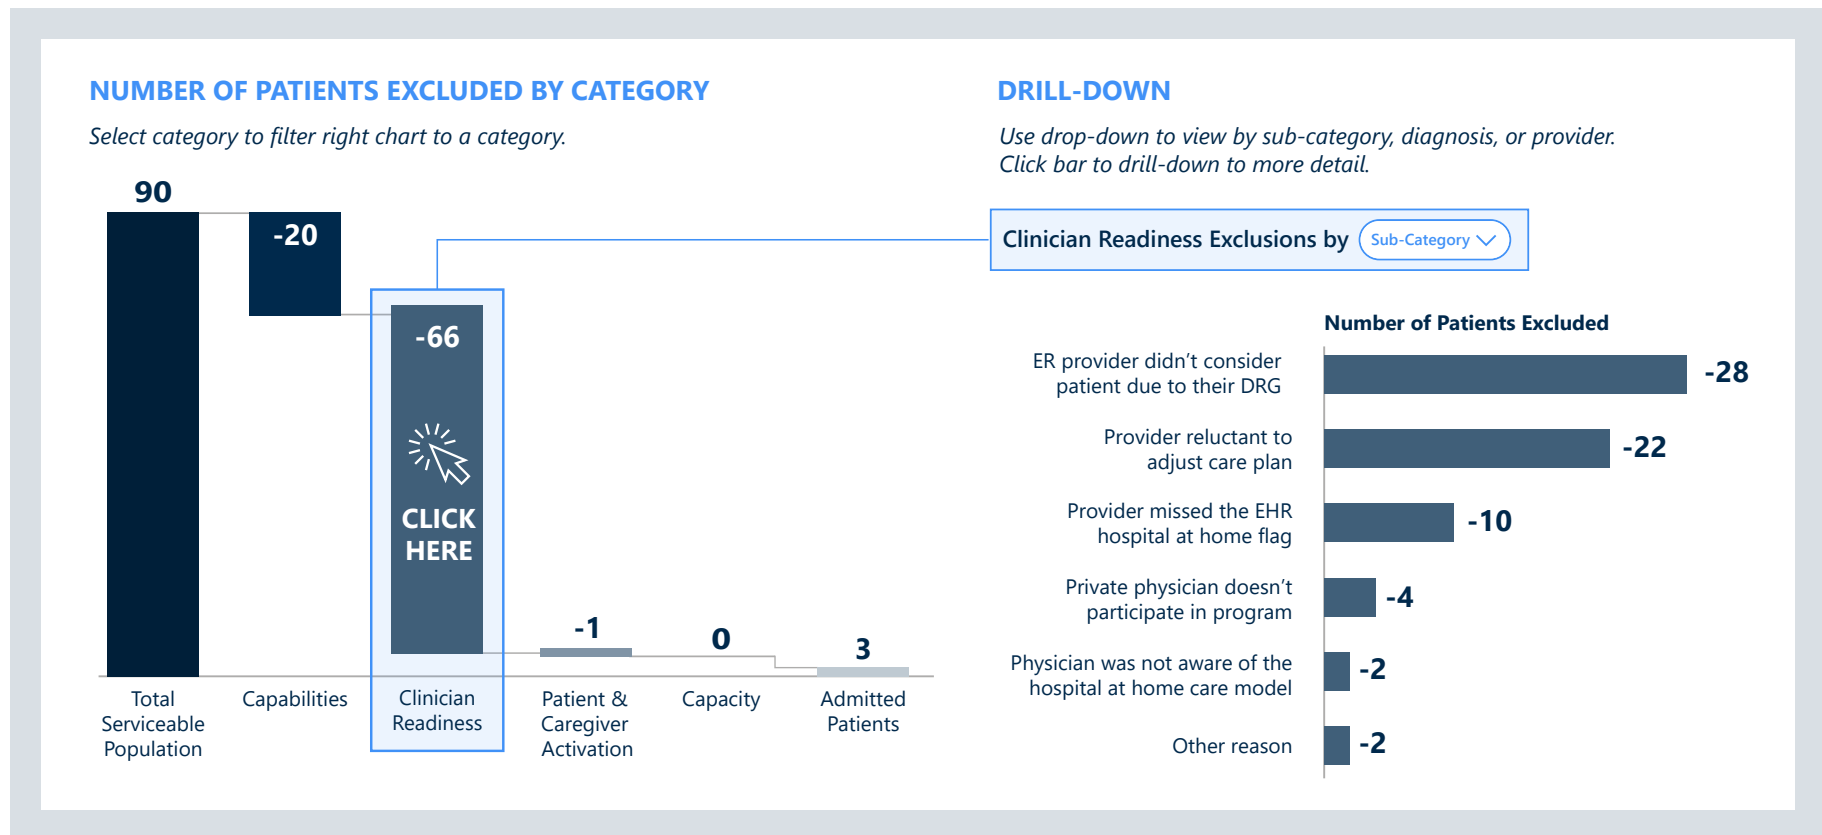 NUMBER OF PATIENTS EXCLUDED BY CATEGORY
Select category to filter right chart to a category.
90
-20
-66
CLICK
HERE
-1
0
3
Total
Serviceable
Population
Capabilities
Clinician
Readiness
Patient &
Caregiver
Activation
Capacity
Admitted
Patients
DRILL-DOWN
Use drop-down to view by sub-category, diagnosis, or provider.
Click bar to drill-down to more detail.
Clinician Readiness Exclusions by Sub-Category
Number of Patients Excluded
ER provider didn’t consider
patient due to their DRG
-28
Provider reluctant to
adjust care plan
-22
Provider missed the EHR
hospital at home flag
-10
Private physician doesn’t
participate in program
-4
Physician was not aware of the
hospital at home care model
-2
Other reason
-2